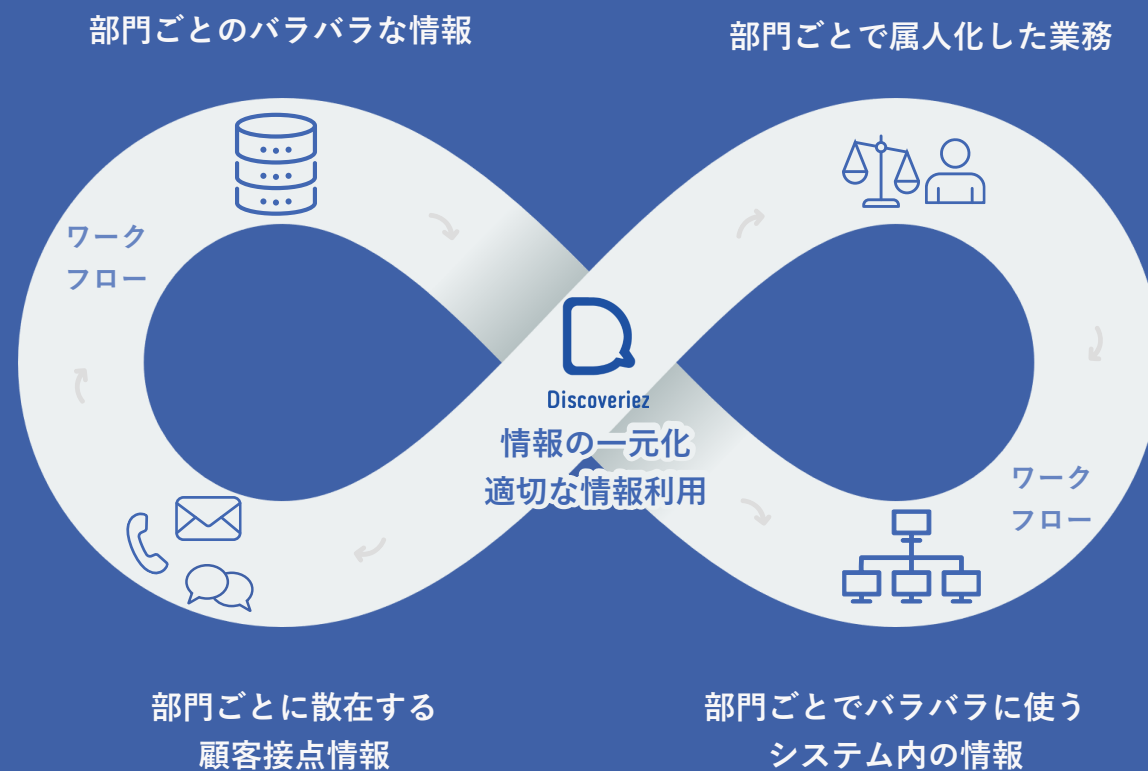 部門ごとのバラバラな情報
部門ごとで属人化した業務
ワーク
フロー
Discoveriez
情報の一元化
適切な情報利用
ワーク
フロー
部門ごとに散在する
顧客接点情報
部門ごとでバラバラに使う
システム内の情報